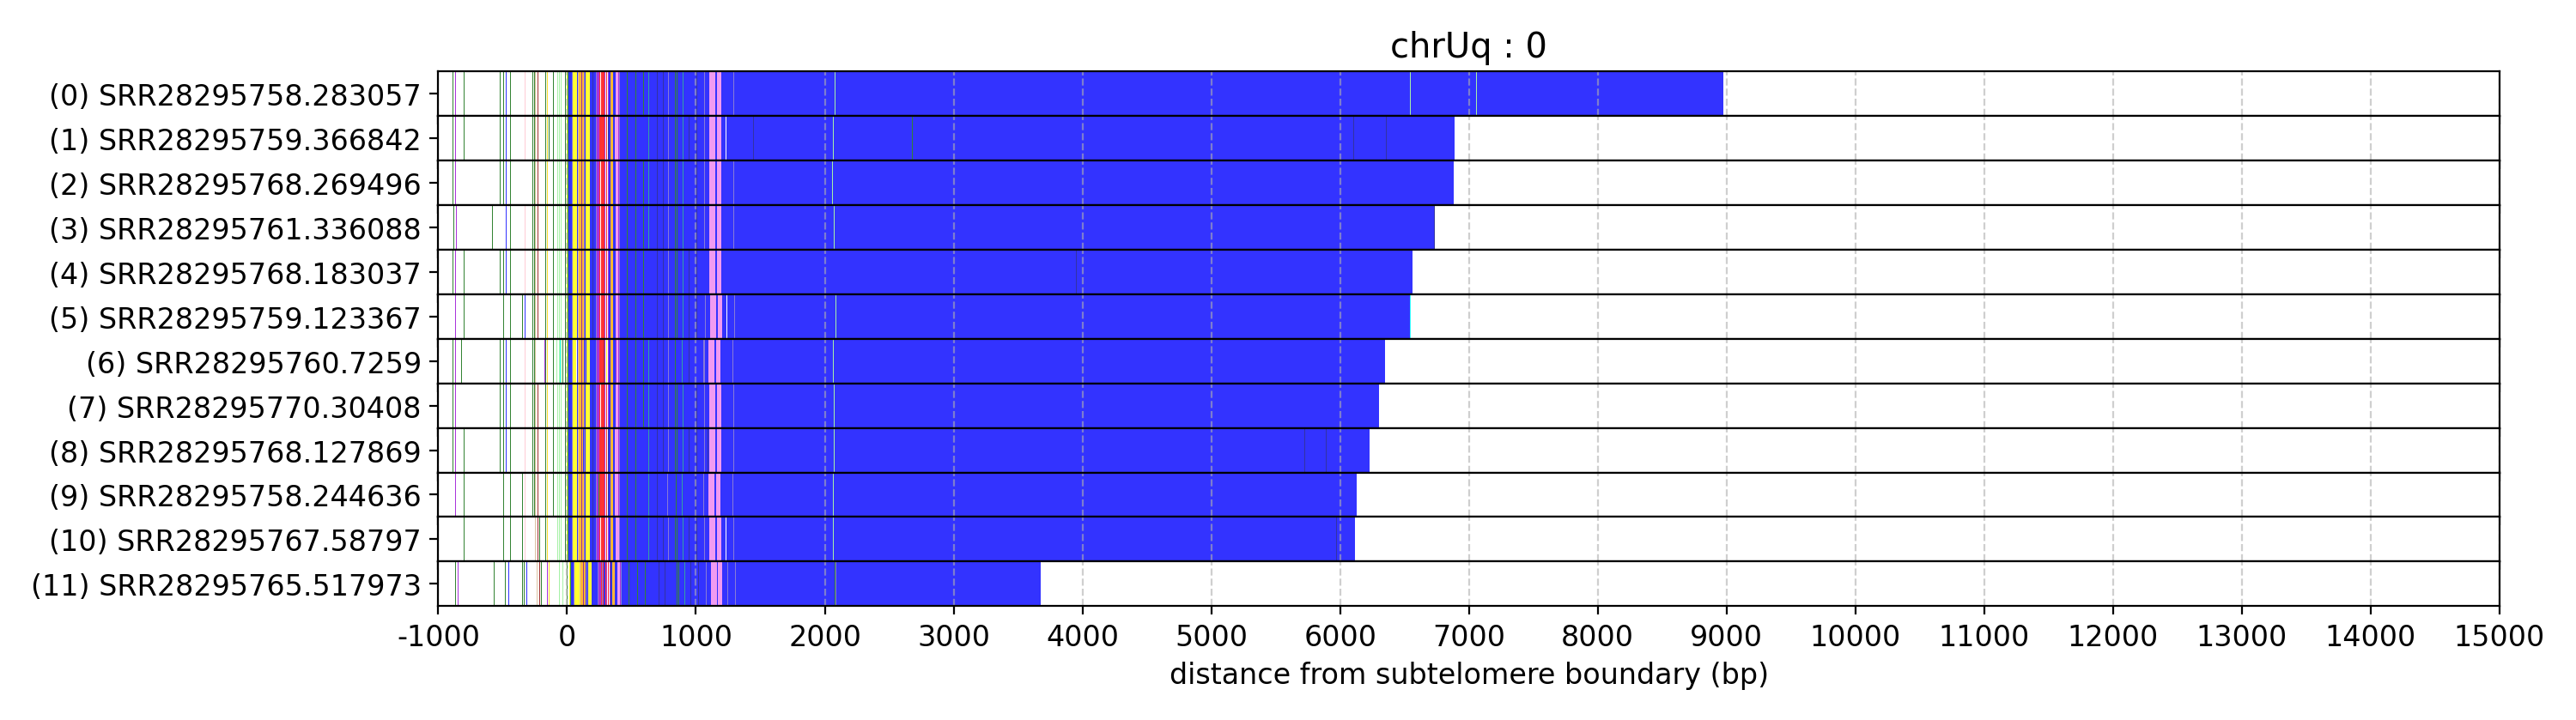 chrUq : 0
(0) SRR28295758.283057
(1) SRR28295759.366842
(2) SRR28295768.269496
(3) SRR28295761.336088
(4) SRR28295768.183037
(5) SRR28295759.123367
(6) SRR28295760.7259
(7) SRR28295770.30408
(8) SRR28295768.127869
(9) SRR28295758.244636
(10) SRR28295767.58797
(11) SRR28295765.517973
-1000 0 1000 2000 3000 4000 5000 6000 7000 8000 9000 10000 11000 12000 13000 14000 15000
distance from subtelomere boundary (bp)